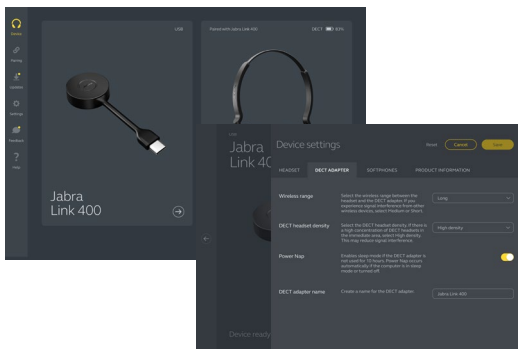 USB
Paired with Jabra Link 400
DECT 83%
Device
Pairing
Updates
Settings
Feedback
Help
Jabra
Link 400
Jabra
Link 40
Device ready
Device settings
Reset
Cancel
Save
HEADSET
DECT ADAPTER
SOFTPHONES
PRODUCT INFORMATION
Wireless range
Select the wireless range between the
headset and the DECT adapter. If you
experience signal interference from other
wireless devices, select Medium or Short.
Long
DECT headset density
Select the DECT headset density. If there is
a high concentration of DECT headsets in
the immediate area, select High density.
This may reduce signal interference.
High density
Power Nap
Enables sleep mode if the DECT adapter is
not used for 10 hours. Power Nap occurs
automatically if the computer is in sleep
mode or turned off.
DECT adapter name
Create a name for the DECT adapter.
Jabra Link 400